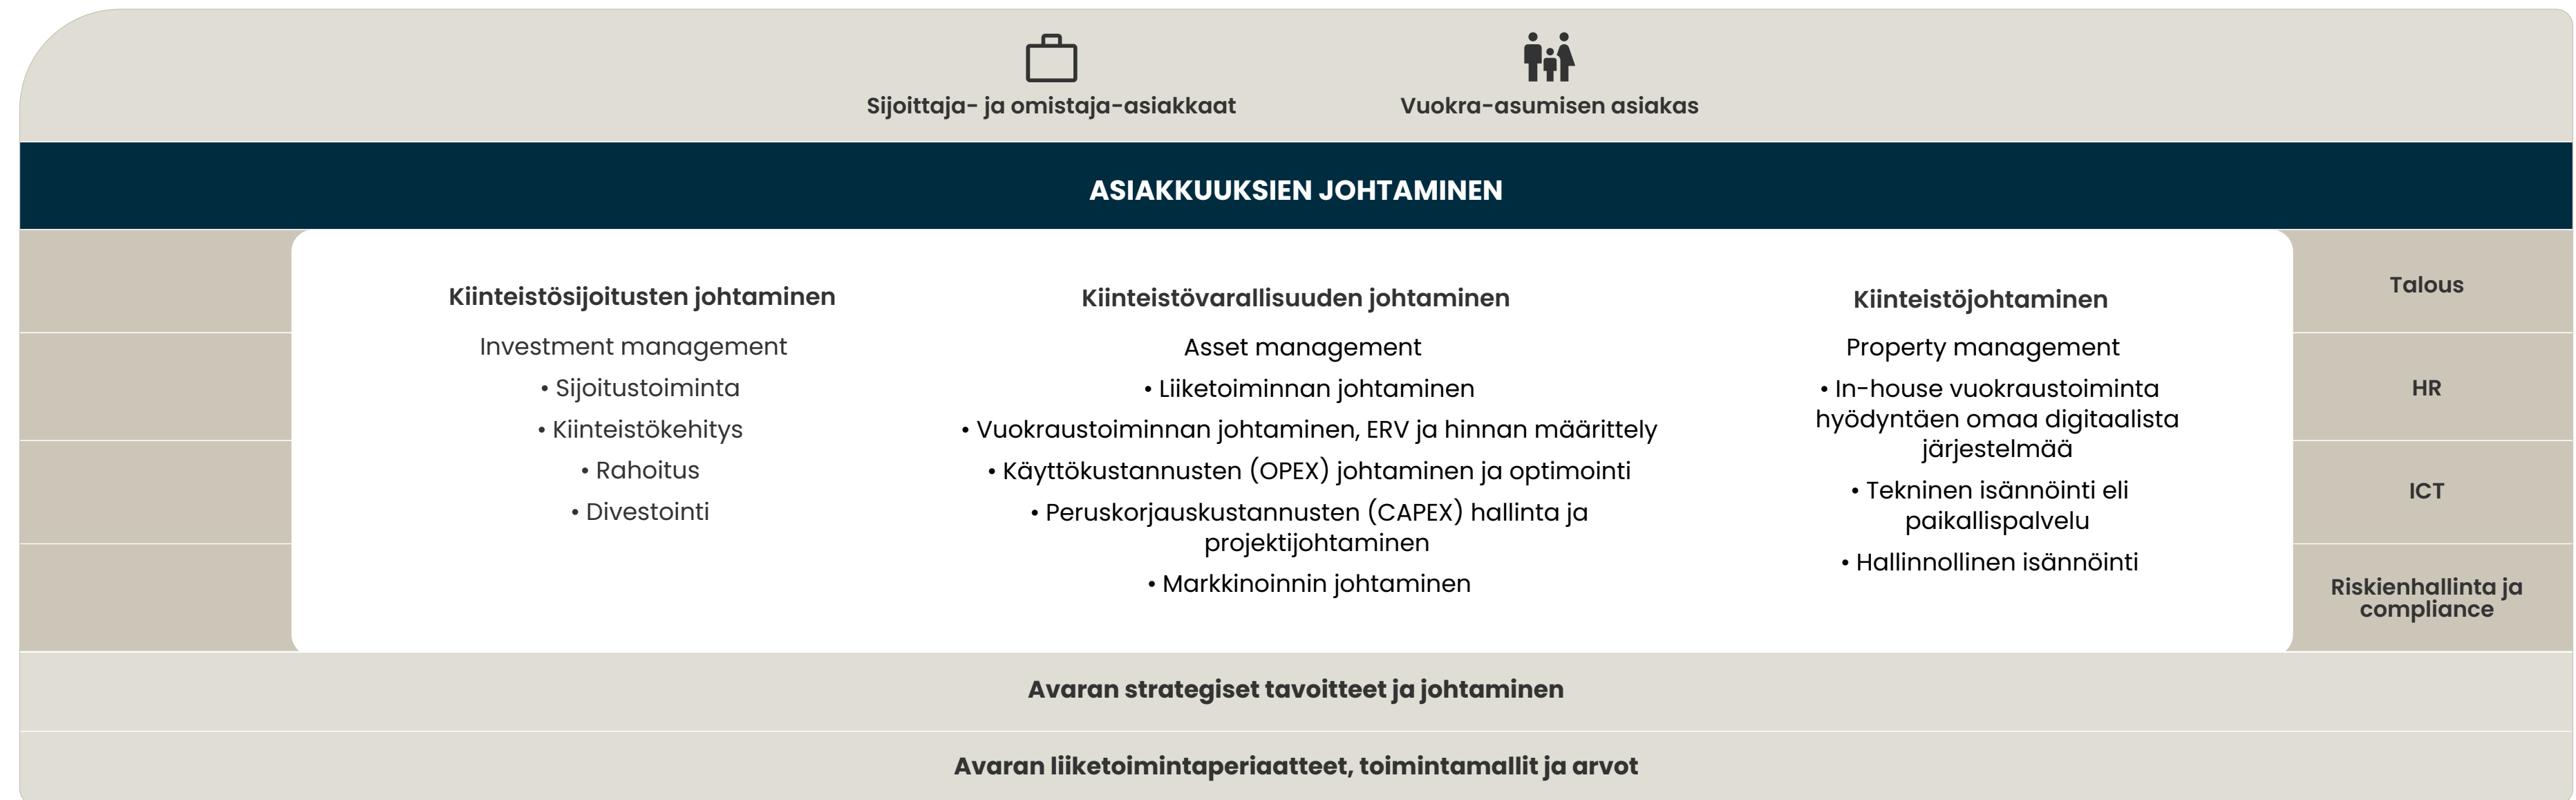 Sijoittaja- ja omistaja-asiakkaat
Vuokra-asumisen asiakas
ASIAKKUUKSIEN JOHTAMINEN
Kiinteistösijoitusten johtaminen
Investment management
• Sijoitustoiminta
• Kiinteistökehitys
• Rahoitus
• Divestointi
Kiinteistövarallisuuden johtaminen
Asset management
• Liiketoiminnan johtaminen
• Vuokraustoiminnan johtaminen, ERV ja hinnan määrittely
• Käyttökustannusten (OPEX) johtaminen ja optimointi
• Peruskorjauskustannusten (CAPEX) hallinta ja
projektijohtaminen
• Markkinoinnin johtaminen
Kiinteistöjohtaminen
Property management
• In-house vuokraustoiminta
hyödyntäen omaa digitaalista
järjestelmää
• Tekninen isännöinti eli
paikallispalvelu
• Hallinnollinen isännöinti
Talous
HR
ICT
Riskienhallinta ja
compliance
Avaran strategiset tavoitteet ja johtaminen
Avaran liiketoimintaperiaatteet, toimintamallit ja arvot